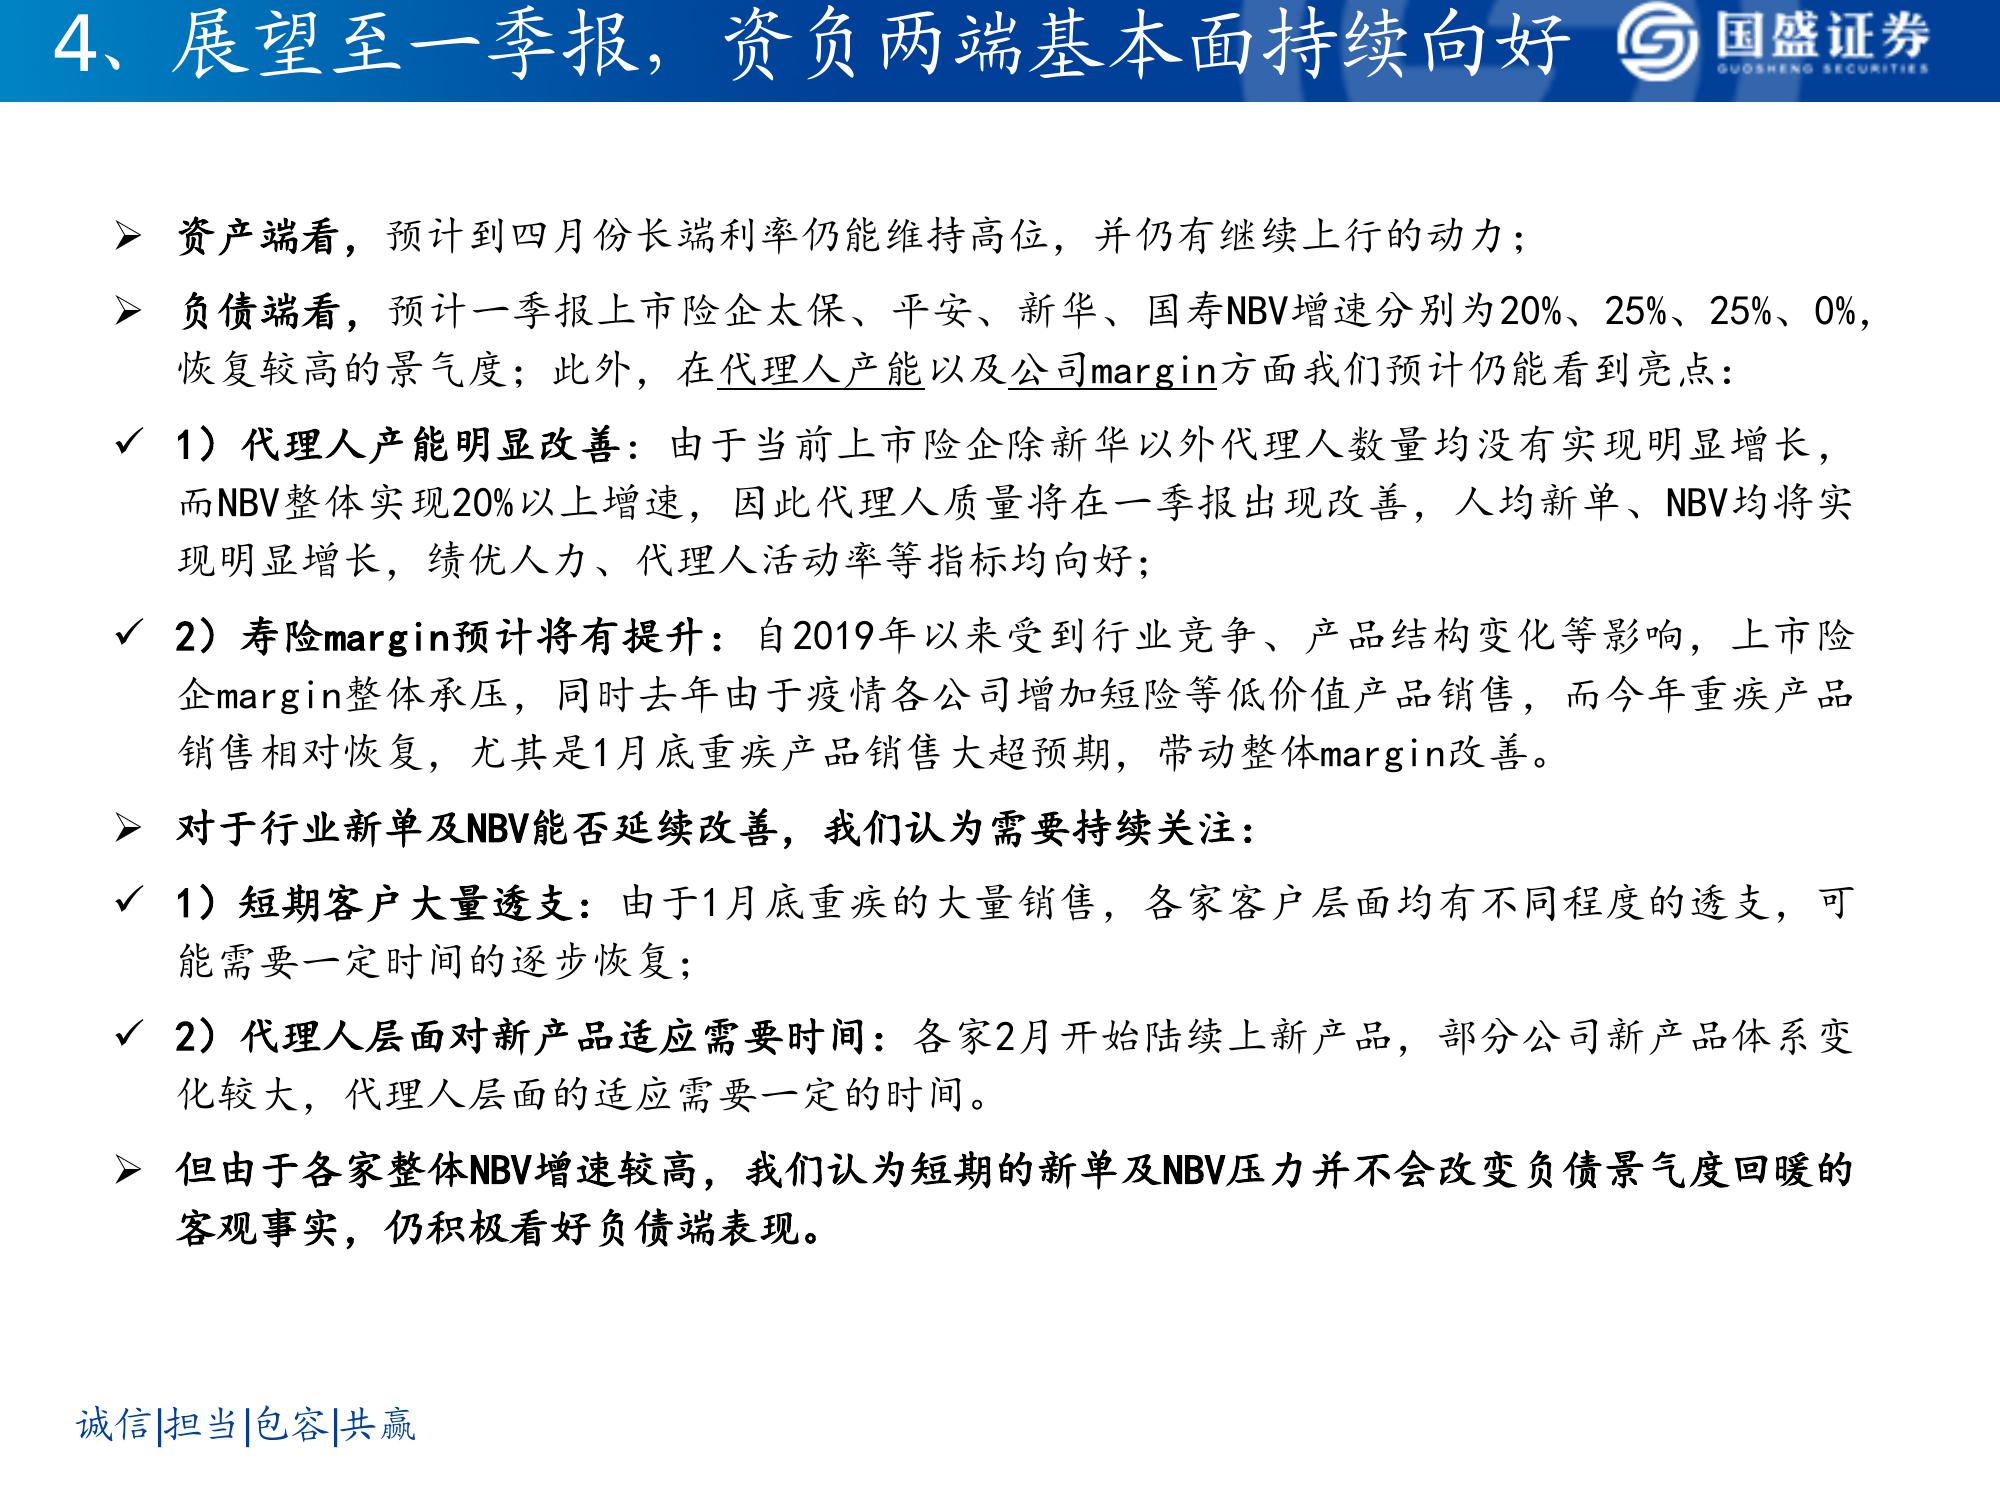 4、展望至一季报，资负两端基本面持续向好
国盛证券
GUOSHENG SECURITIES
➢ 资产端看，预计到四月份长端利率仍能维持高位，并仍有继续上行的动力；
➢ 负债端看，预计一季报上市险企太保、平安、新华、国寿NBV增速分别为20%、25%、25%、0%，
恢复较高的景气度；此外，在代理人产能以及公司margin方面我们预计仍能看到亮点：
✓ 1）代理人产能明显改善：由于当前上市险企除新华以外代理人数量均没有实现明显增长，
而NBV整体实现20%以上增速，因此代理人质量将在一季报出现改善，人均新单、NBV均将实
现明显增长，绩优人力、代理人活动率等指标均向好；
✓ 2）寿险margin预计将有提升：自2019年以来受到行业竞争、产品结构变化等影响，上市险
企margin整体承压，同时去年由于疫情各公司增加短险等低价值产品销售，而今年重疾产品
销售相对恢复，尤其是1月底重疾产品销售大超预期，带动整体margin改善。
➢ 对于行业新单及NBV能否延续改善，我们认为需要持续关注：
✓ 1）短期客户大量透支：由于1月底重疾的大量销售，各家客户层面均有不同程度的透支，可
能需要一定时间的逐步恢复；
✓ 2）代理人层面对新产品适应需要时间：各家2月开始陆续上新产品，部分公司新产品体系变
化较大，代理人层面的适应需要一定的时间。
➢ 但由于各家整体NBV增速较高，我们认为短期的新单及NBV压力并不会改变负债景气度回暖的
客观事实，仍积极看好负债端表现。
诚信|担当|包容|共赢